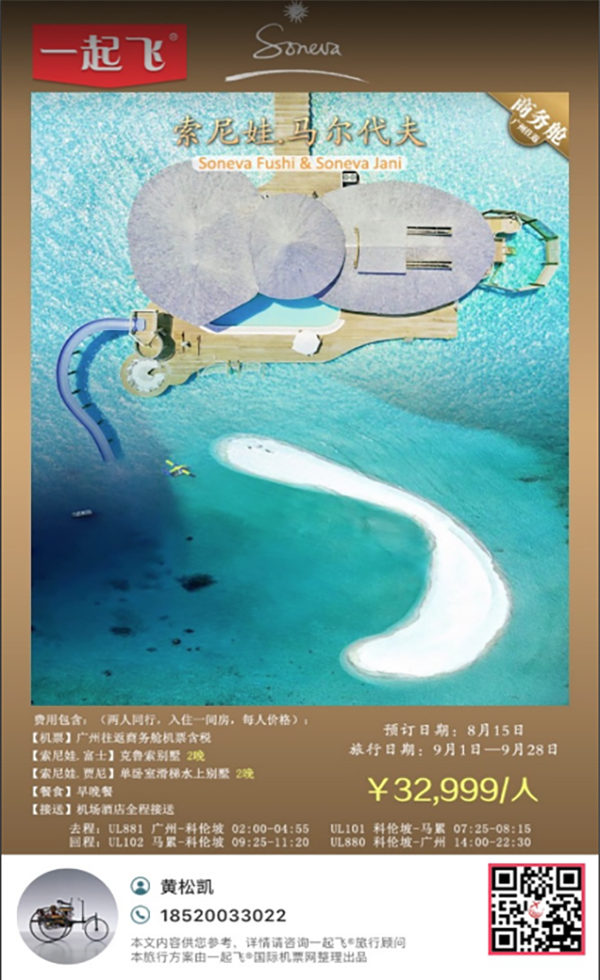 一起飞®
Soneva
商务舱
广州往返
索尼娃.马尔代夫
Soneva Fushi & Soneva Jani
费用包含：（两人同行，入住一间房，每人价格）：
【机票】广州往返商务舱机票含税
【索尼娃.富士】克鲁索别墅 2晚
【索尼娃.贾尼】单卧室滑梯水上别墅 2晚
【餐食】早晚餐
【接送】机场酒店全程接送
预订日期：8月15日
旅行日期：9月1日—9月28日
￥32,999/人
去程：UL881 广州-科伦坡 02:00-04:55 UL101 科伦坡-马累 07:25-08:15
回程：UL102 马累-科伦坡 09:25-11:20 UL880 科伦坡-广州 14:00-22:30
黄松凯
18520033022
本文内容供您参考，详情请咨询一起飞®旅行顾问
本旅行方案由一起飞®国际机票网整理出品